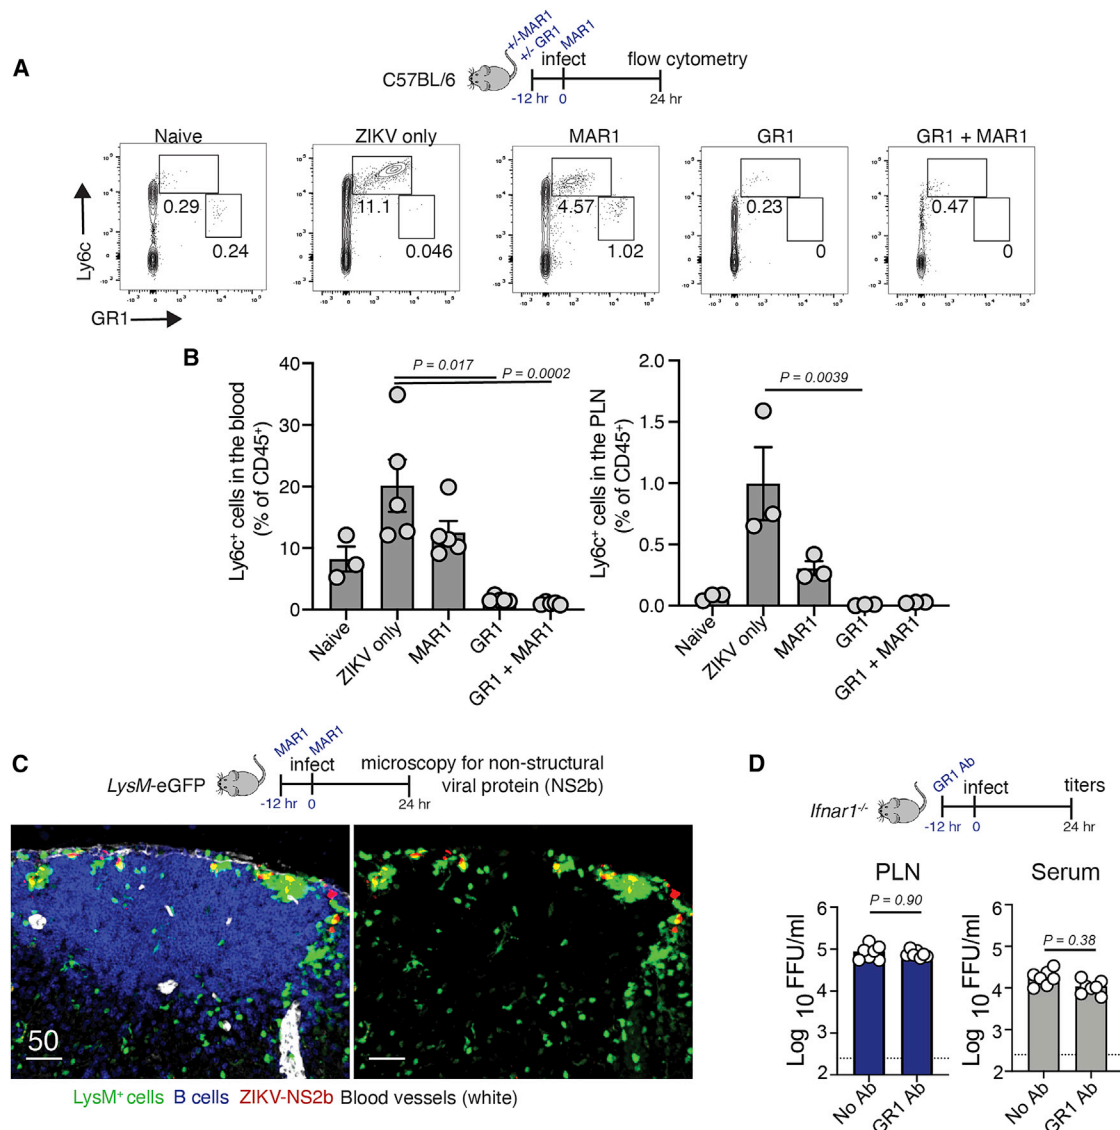 A
+/-MAR1
+/- GR1
MAR1
C57BL/6
infect
flow cytometry
-12 hr
0
24 hr
Naive
ZIKV only
MAR1
GR1
GR1 + MAR1
0.29
0.24
11.1
0.046
4.57
1.02
0.23
0
0.47
0
Ly6c
GR1
B
Ly6c⁺ cells in the blood
(% of CD45⁺)
40
30
20
10
0
P = 0.017
P = 0.0002
Naive
ZIKV only
MAR1
GR1
GR1 + MAR1
Ly6c⁺ cells in the PLN
(% of CD45⁺)
2.0
1.5
1.0
0.5
0.0
P = 0.0039
Naive
ZIKV only
MAR1
GR1
GR1 + MAR1
C
MAR1
MAR1
LysM-eGFP
infect
microscopy for non-structural
viral protein (NS2b)
-12 hr
0
24 hr
50
LysM⁺ cells B cells ZIKV-NS2b Blood vessels (white)
D
GR1 Ab
Ifnar1⁻/⁻
infect
titers
-12 hr
0
24 hr
PLN
P = 0.90
Log 10 FFU/ml
6
5
4
3
2
No Ab
GR1 Ab
Serum
P = 0.38
Log 10 FFU/ml
6
5
4
3
2
No Ab
GR1 Ab